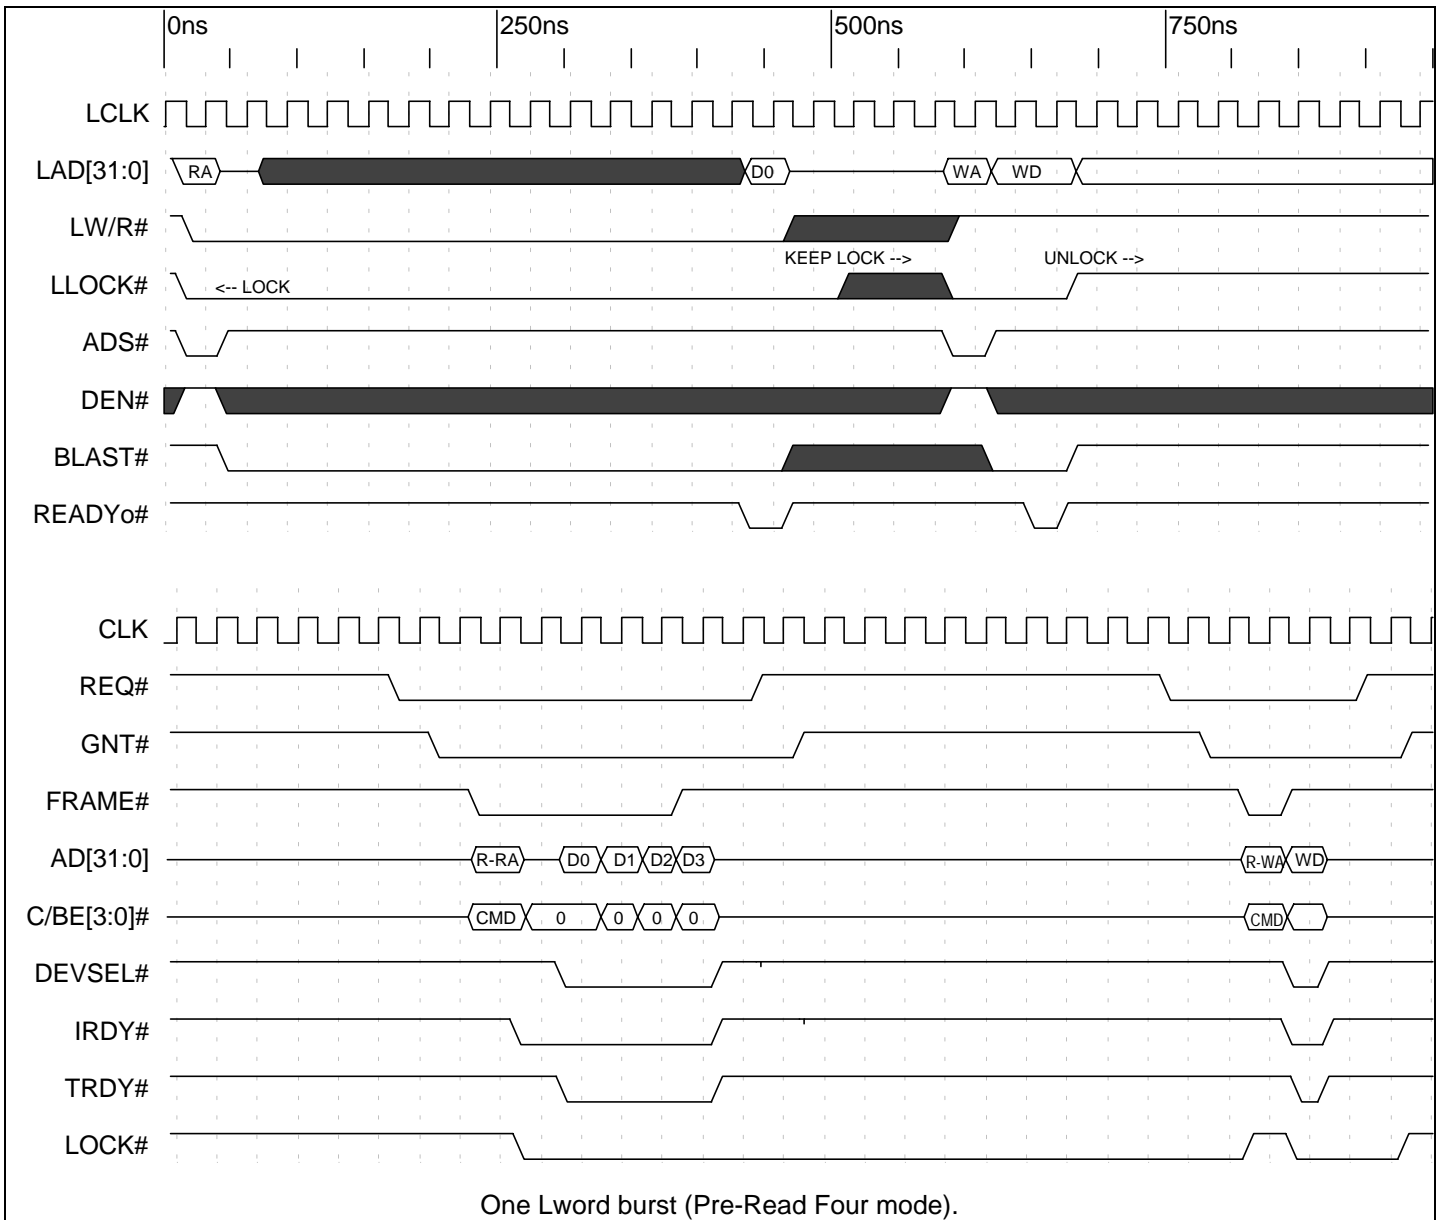 0ns 250ns 500ns 750ns
LCLK
LAD[31:0] RA D0 WA WD
LW/R#
KEEP LOCK --> UNLOCK -->
LLOCK# <-- LOCK
ADS#
DEN#
BLAST#
READYo#
CLK
REQ#
GNT#
FRAME#
AD[31:0] R-RA D0 D1 D2 D3 R-WA WD
C/BE[3:0]# CMD 0 0 0 0 CMD
DEVSEL#
IRDY#
TRDY#
LOCK#
One Lword burst (Pre-Read Four mode).